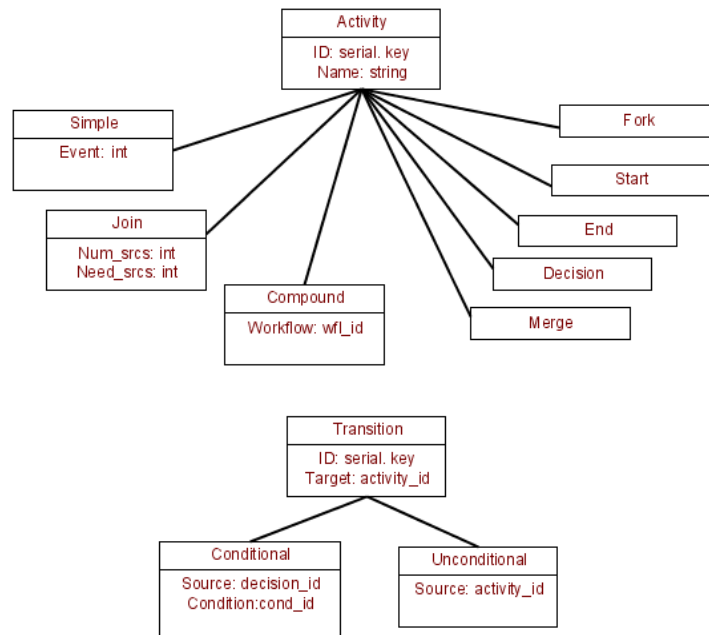 Activity
ID: serial. key
Name: string
Simple
Event: int
Fork
Start
Join
Num_srcs: int
Need_srcs: int
End
Decision
Compound
Workflow: wfl_id
Merge
Transition
ID: serial. key
Target: activity_id
Conditional
Source: decision_id
Condition:cond_id
Unconditional
Source: activity_id